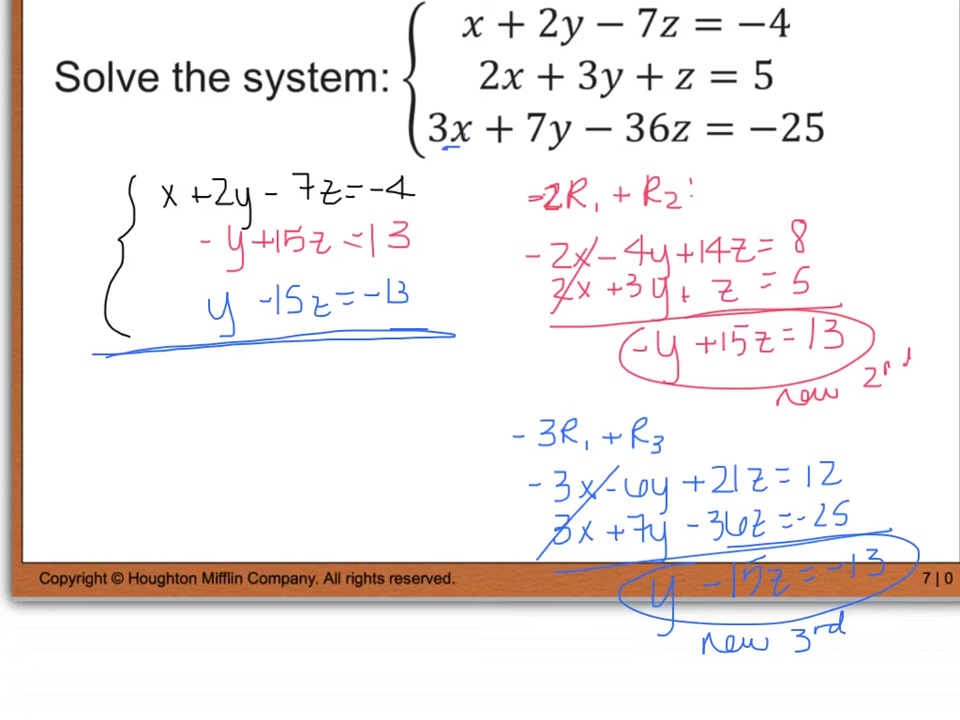 x + 2y − 7z = −4
Solve the system: 2x + 3y + z = 5
3x + 7y − 36z = −25
x + 2y - 7z = -4
- y + 15z = 13
y - 15z = -13
-2R₁ + R₂:
- 2x - 4y + 14z = 8
2x + 3y + z = 5
-y + 15z = 13
new 2nd
- 3R₁ + R₃
- 3x - 6y + 21z = 12
3x + 7y - 36z = -25
y - 15z = -13
new 3rd
Copyright © Houghton Mifflin Company. All rights reserved. 7 | 0